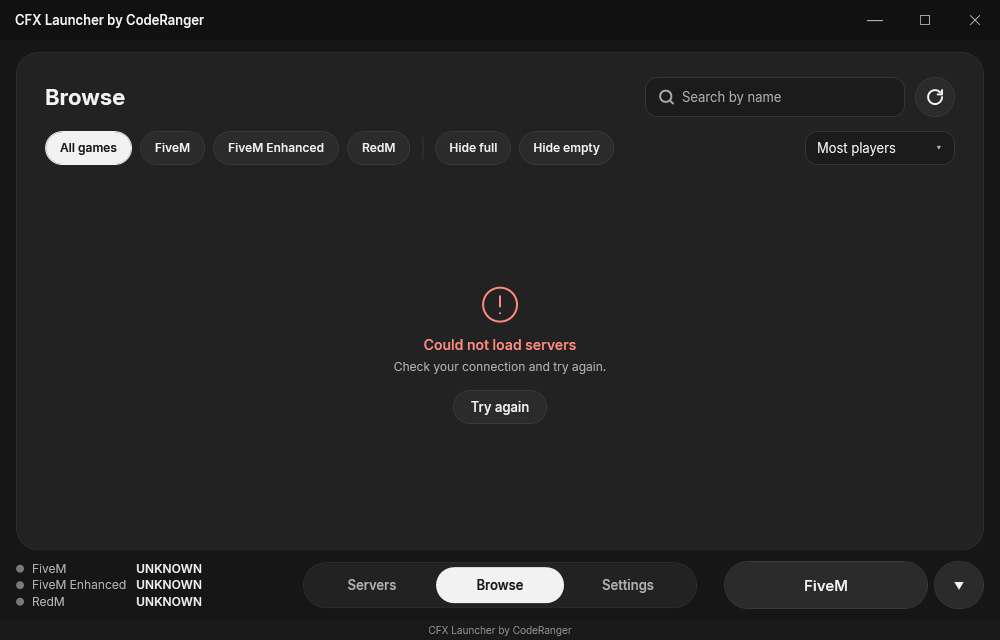 CFX Launcher by CodeRanger
Browse
Search by name
All games FiveM FiveM Enhanced RedM Hide full Hide empty Most players
Could not load servers
Check your connection and try again.
Try again
FiveM UNKNOWN
FiveM Enhanced UNKNOWN
RedM UNKNOWN
Servers Browse Settings
FiveM
CFX Launcher by CodeRanger